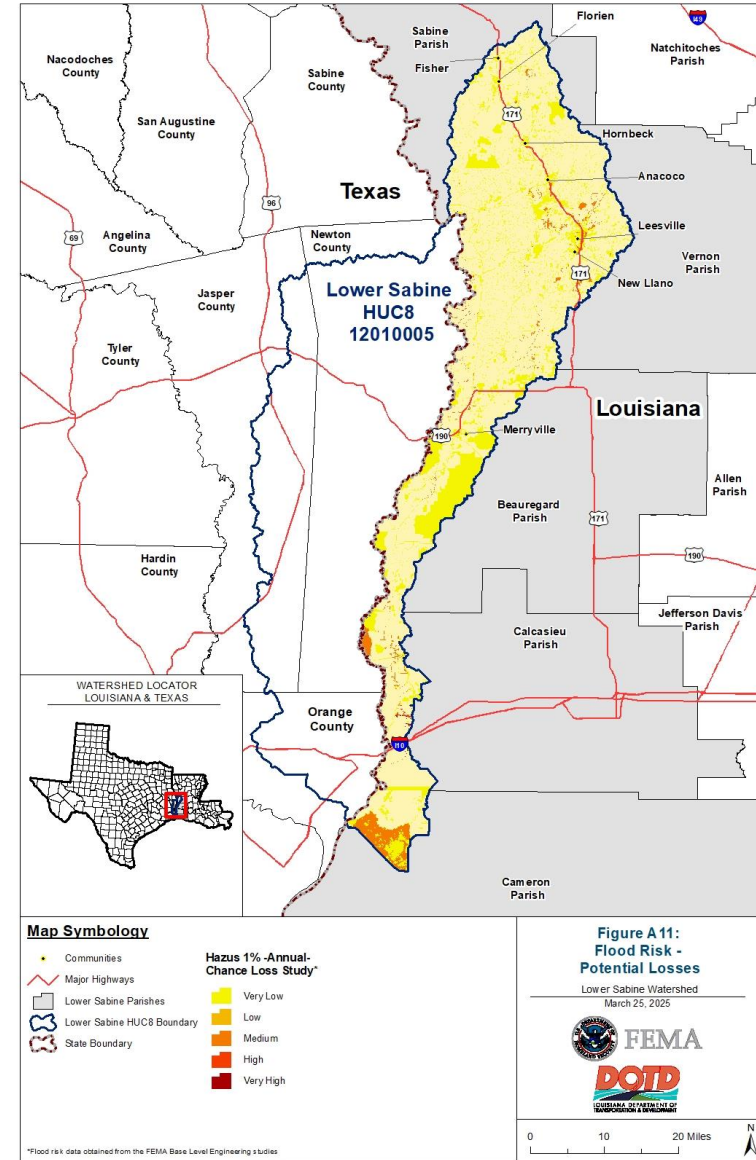 Florien
Sabine
Parish
Fisher
I49
Natchitoches
Parish
Nacodoches
County
Sabine
County
San Augustine
County
171
Hornbeck
Texas
Anacoco
96
69
Angelina
County
Newton
County
Leesville
Vernon
Parish
171
New Llano
Jasper
County
Lower Sabine
HUC8
12010005
Tyler
County
Louisiana
190
Merryville
Allen
Parish
Beauregard
Parish
171
190
Hardin
County
Jefferson Davis
Parish
Calcasieu
Parish
WATERSHED LOCATOR
LOUISIANA & TEXAS
Orange
County
I10
Cameron
Parish
Map Symbology
Communities
Major Highways
Lower Sabine Parishes
Lower Sabine HUC8 Boundary
State Boundary
Hazus 1% -Annual-
Chance Loss Study*
Very Low
Low
Medium
High
Very High
*Flood risk data obtained from the FEMA Base Level Engineering studies
Figure A11:
Flood Risk -
Potential Losses
Lower Sabine Watershed
March 25, 2025
FEMA
DOTD
LOUISIANA DEPARTMENT OF
TRANSPORTATION & DEVELOPMENT
0 10 20 Miles
N